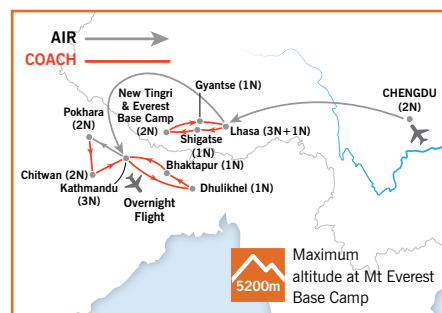 AIR
COACH
Gyantse (1N)
New Tingri
& Everest
Base Camp
(2N)
CHENGDU
(2N)
Pokhara
(2N)
Lhasa (3N+1N)
Shigatse
(1N)
Bhaktapur (1N)
Chitwan (2N)
Kathmandu
(3N)
Dhulikhel (1N)
Overnight
Flight
5200m
Maximum
altitude at Mt Everest
Base Camp